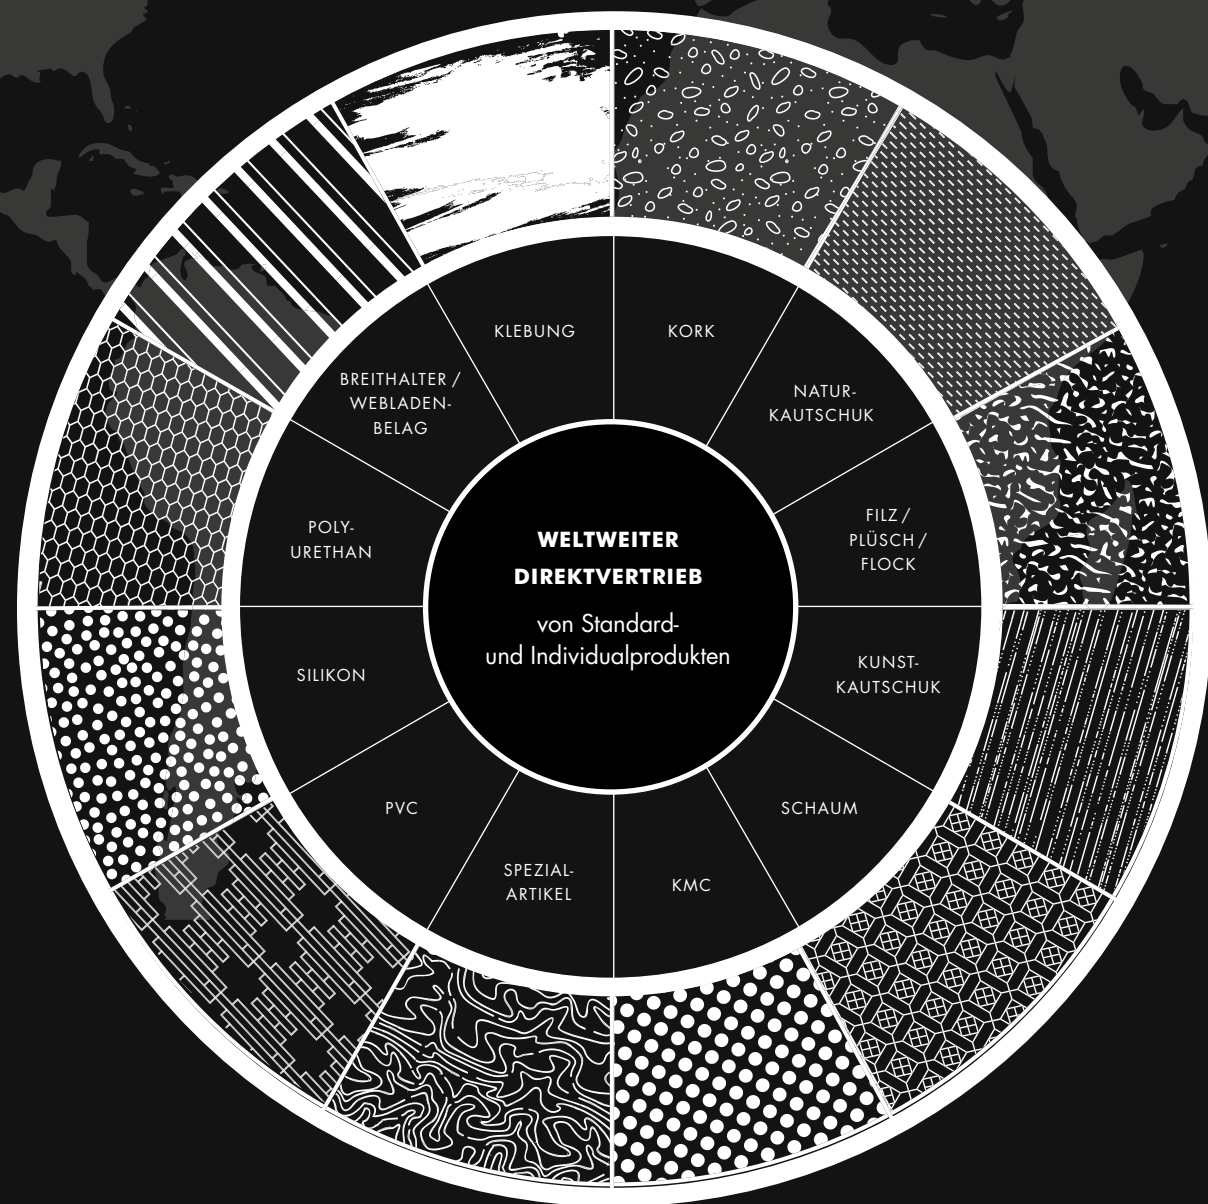 KLEBUNG
KORK
BREITHALTER /
WEBLADEN-
BELAG
NATUR-
KAUTSCHUK
POLY-
URETHAN
FILZ /
PLÜSCH /
FLOCK
WELTWEITER
DIREKTVERTRIEB
von Standard-
und Individualprodukten
SILIKON
KUNST-
KAUTSCHUK
PVC
SCHAUM
SPEZIAL-
ARTIKEL
KMC